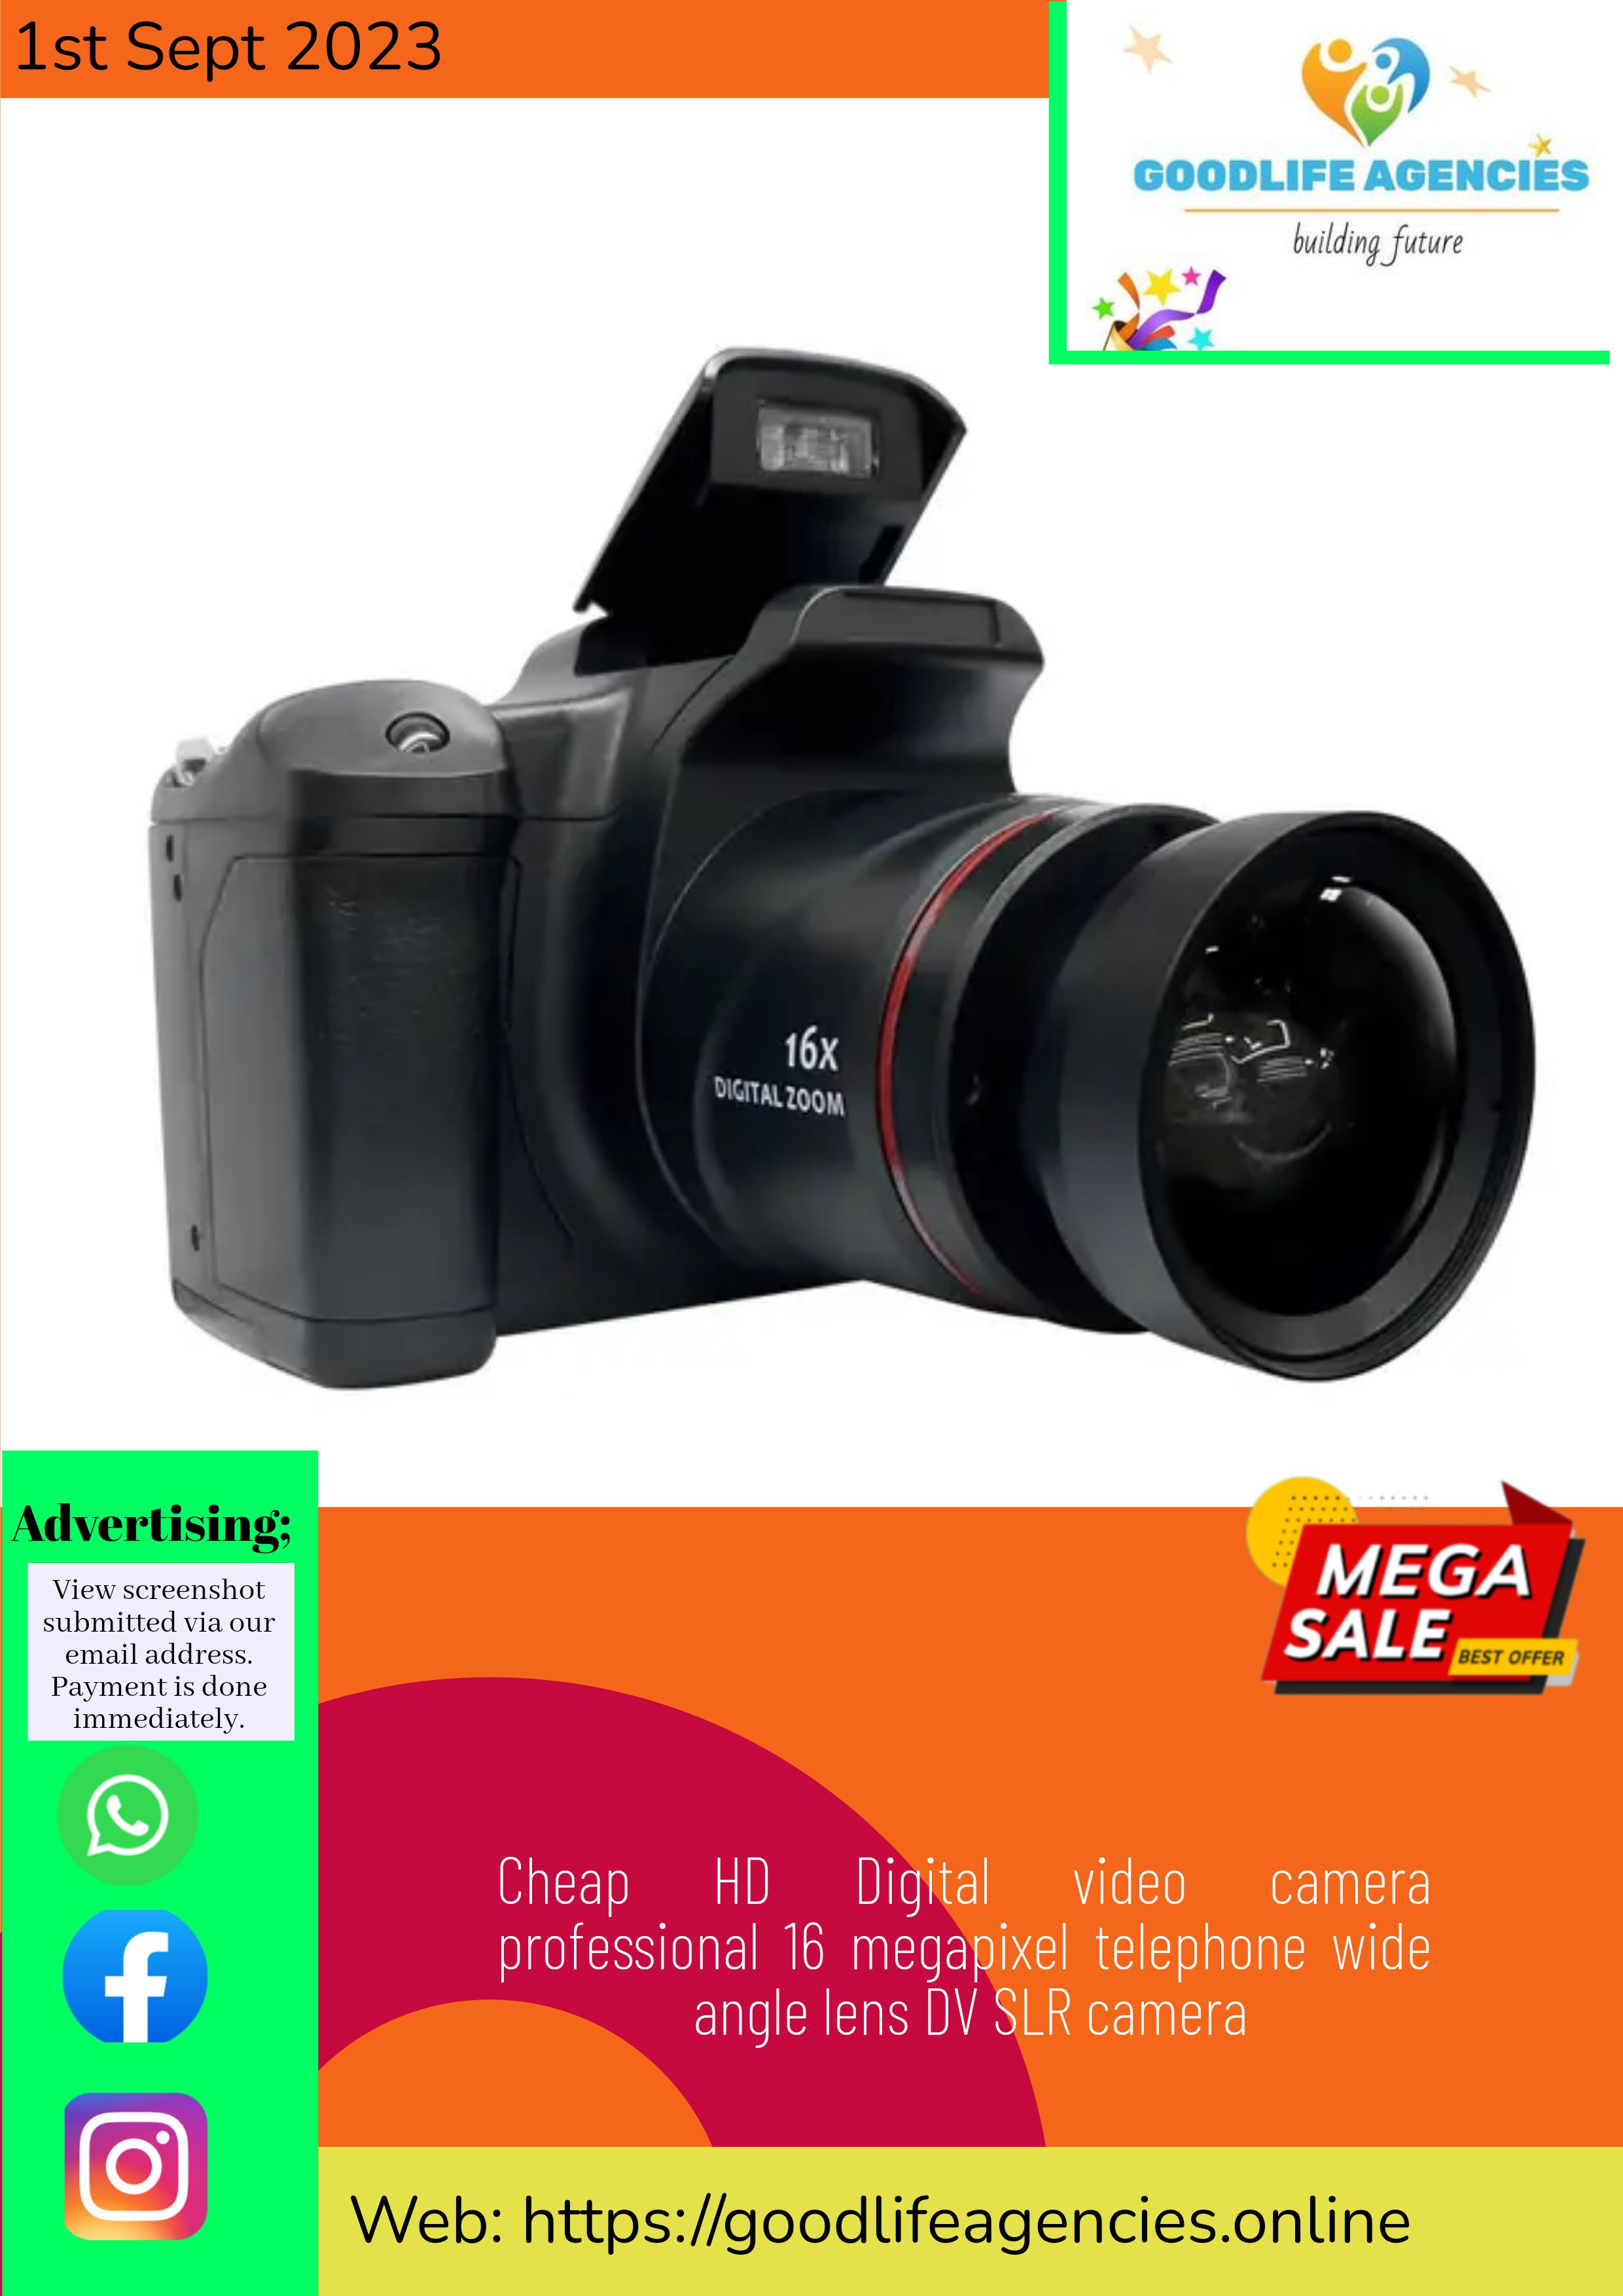 1st Sept 2023
GOODLIFE AGENCIES
building future
16X
DIGITAL ZOOM
Advertising;
View screenshot
submitted via our
email address.
Payment is done
immediately.
MEGA
SALE
BEST OFFER
Cheap HD Digital video camera
professional 16 megapixel telephone wide
angle lens DV SLR camera
Web: https://goodlifeagencies.online